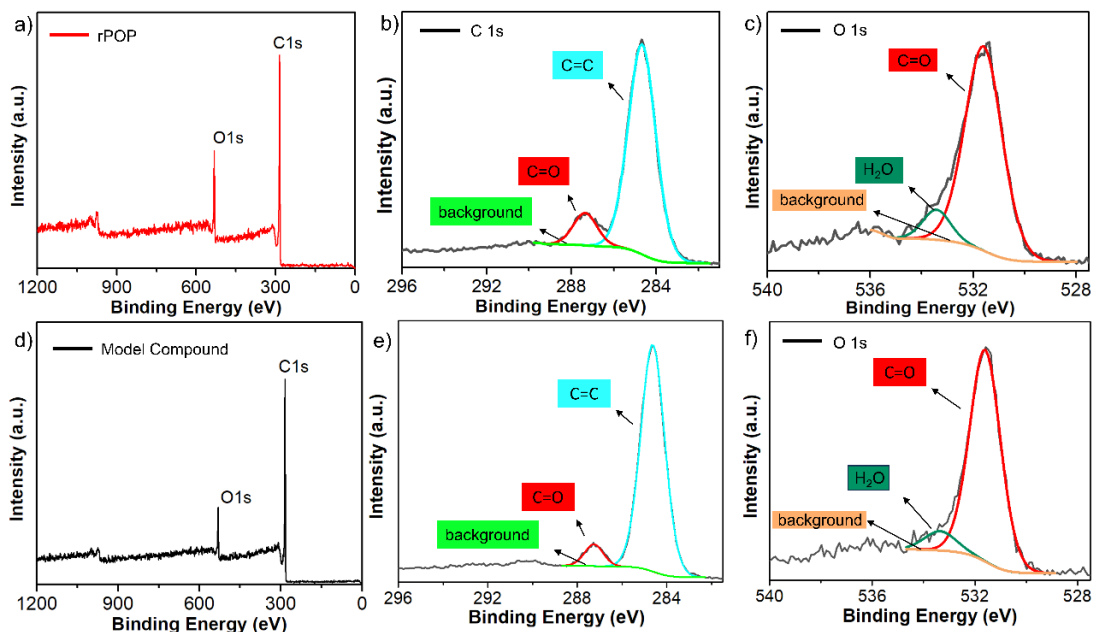 a)
rPOP
C1s
O1s
Intensity (a.u.)
1200 900 600 300 0
Binding Energy (eV)
b)
C 1s
C=C
C=O
background
Intensity (a.u.)
296 292 288 284
Binding Energy (eV)
c)
O 1s
C=O
H₂O
background
Intensity (a.u.)
540 536 532 528
Binding Energy (eV)
d)
Model Compound
C1s
O1s
Intensity (a.u.)
1200 900 600 300 0
Binding Energy (eV)
e)
C=C
C=O
background
Intensity (a.u.)
296 292 288 284
Binding Energy (eV)
f)
O 1s
C=O
H₂O
background
Intensity (a.u.)
540 536 532 528
Binding Energy (eV)